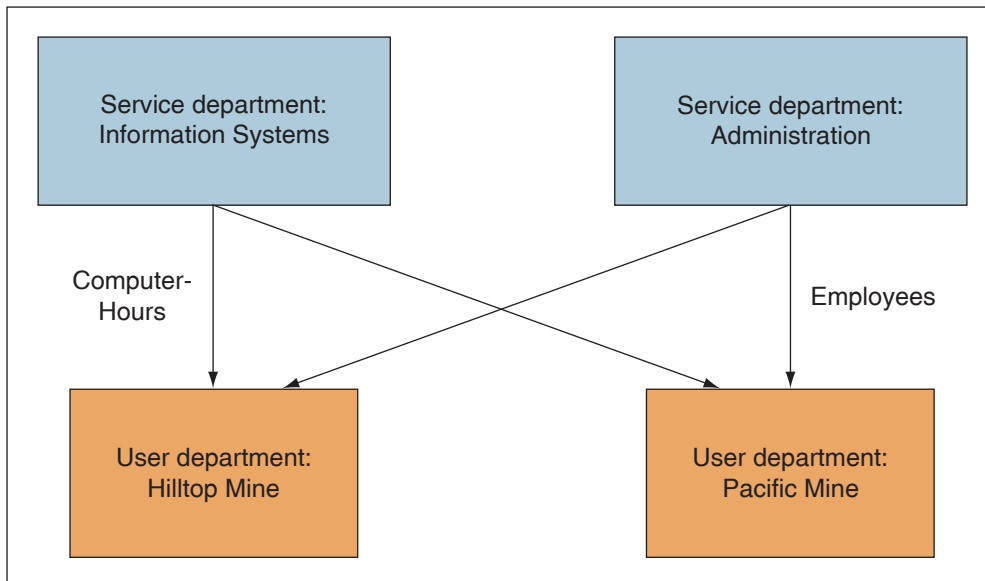 Service department:
Information Systems
Service department:
Administration
Computer-
Hours
Employees
User department:
Hilltop Mine
User department:
Pacific Mine